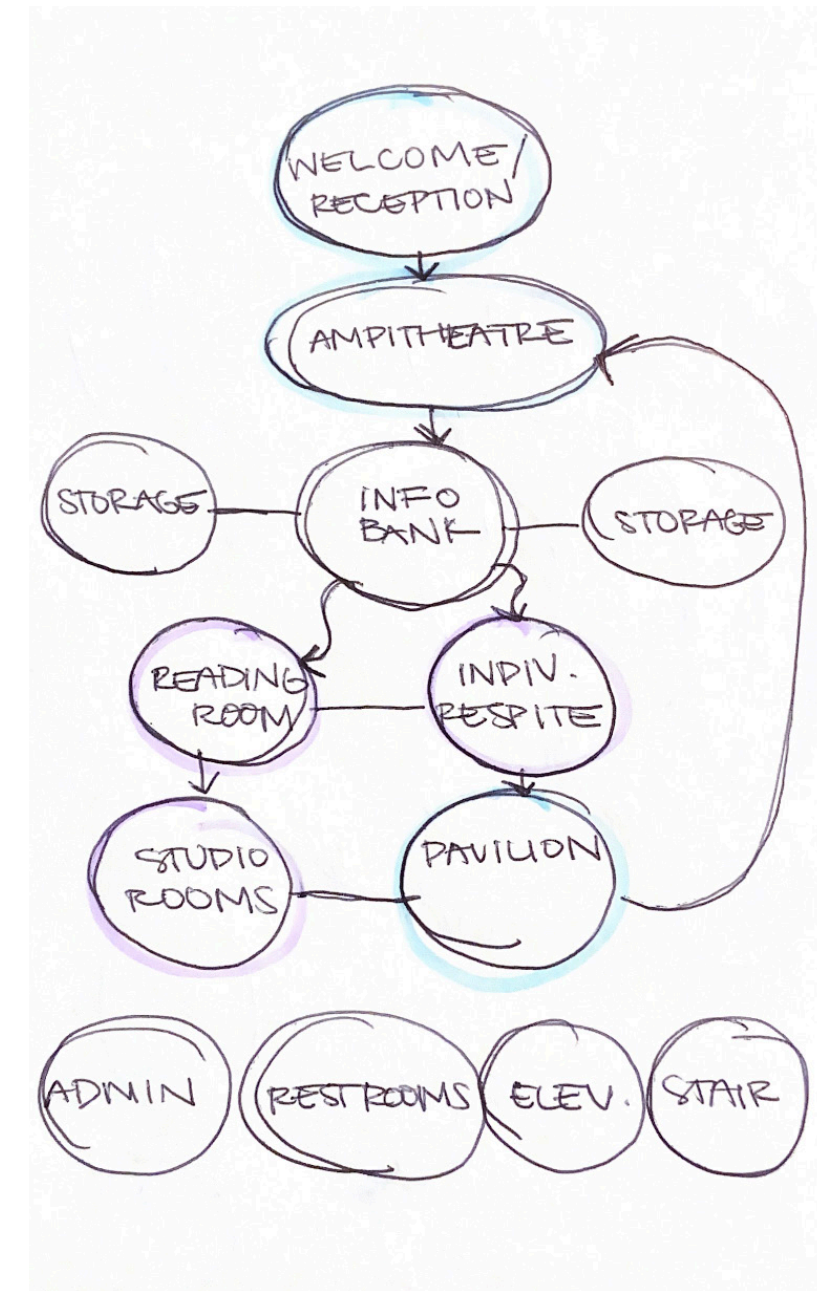 WELCOME/
RECEPTION
AMPITHEATRE
STORAGE
INFO
BANK
STORAGE
READING
ROOM
INDIV.
RESPITE
STUDIO
ROOMS
PAVILION
ADMIN
RESTROOMS
ELEV.
STAIR